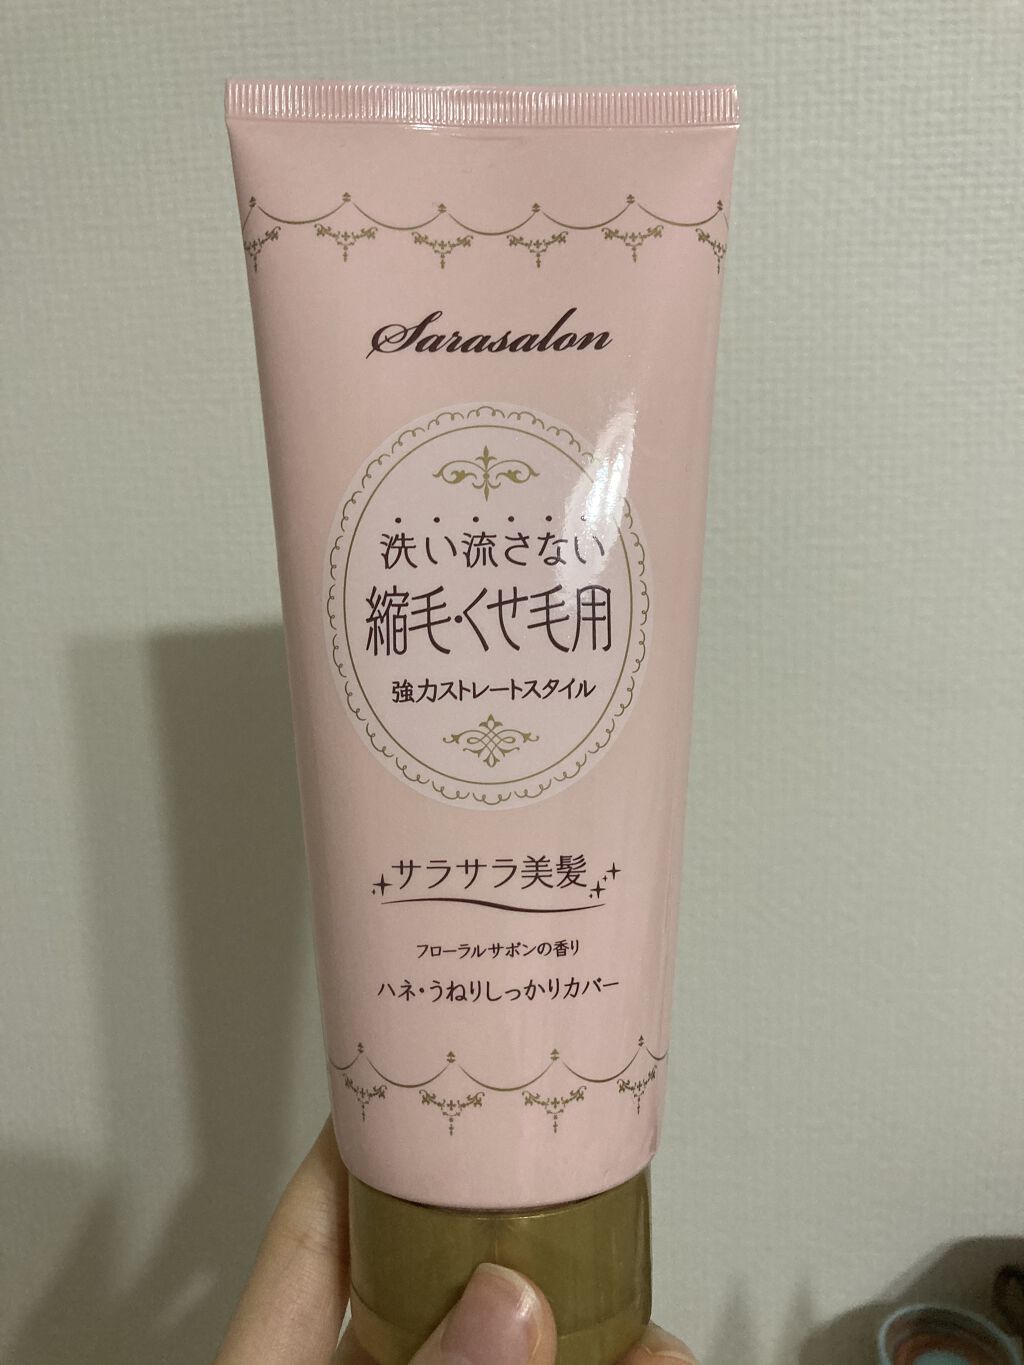 Sarasalon
洗い流さない
縮毛・くせ毛用
強力ストレートスタイル
サラサラ美髪
フローラルサボンの香り
ハネ・うねりしっかりカバー